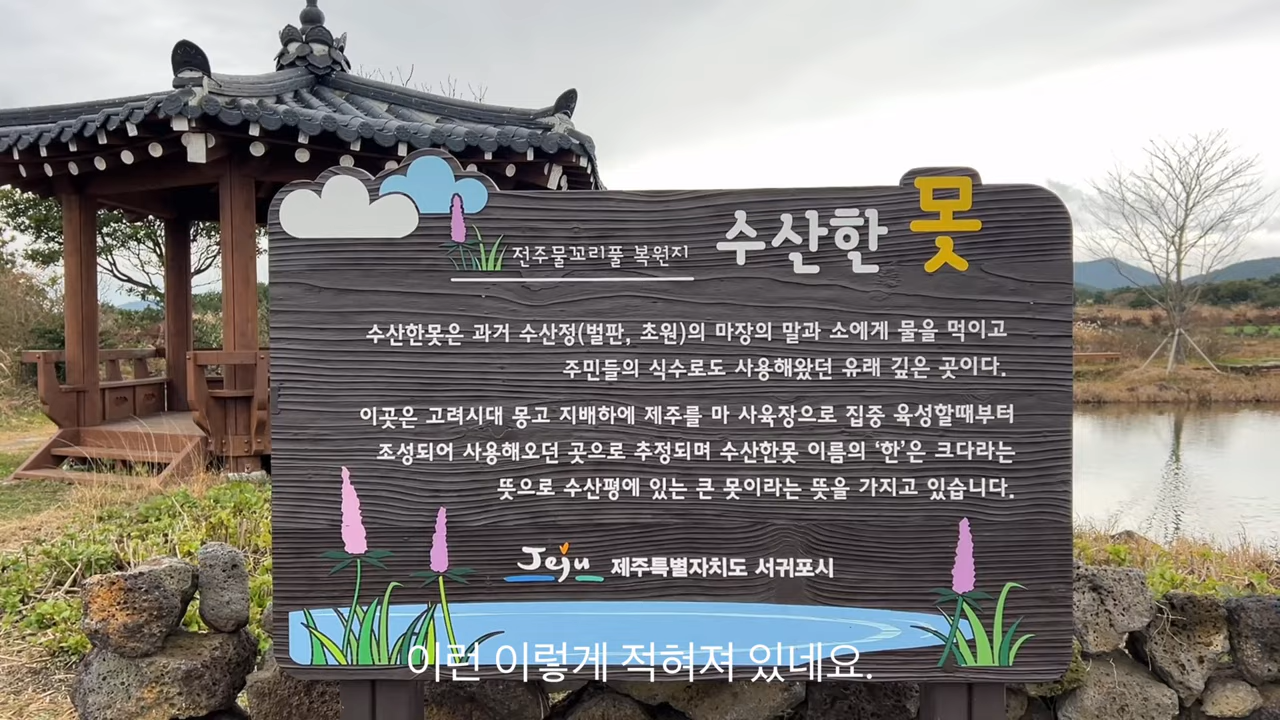 전주물꼬리풀 복원지
수산한 못
수산한못은 과거 수산정(벌판, 초원)의 마장의 말과 소에게 물을 먹이고
주민들의 식수로도 사용해왔던 유래 깊은 곳이다.
이곳은 고려시대 몽고 지배하에 제주를 마 사육장으로 집중 육성할때부터
조성되어 사용해오던 곳으로 추정되며 수산한못 이름의 ‘한’은 크다라는
뜻으로 수산평에 있는 큰 못이라는 뜻을 가지고 있습니다.
Jeju 제주특별자치도 서귀포시
이런 이렇게 적혀져 있네요.